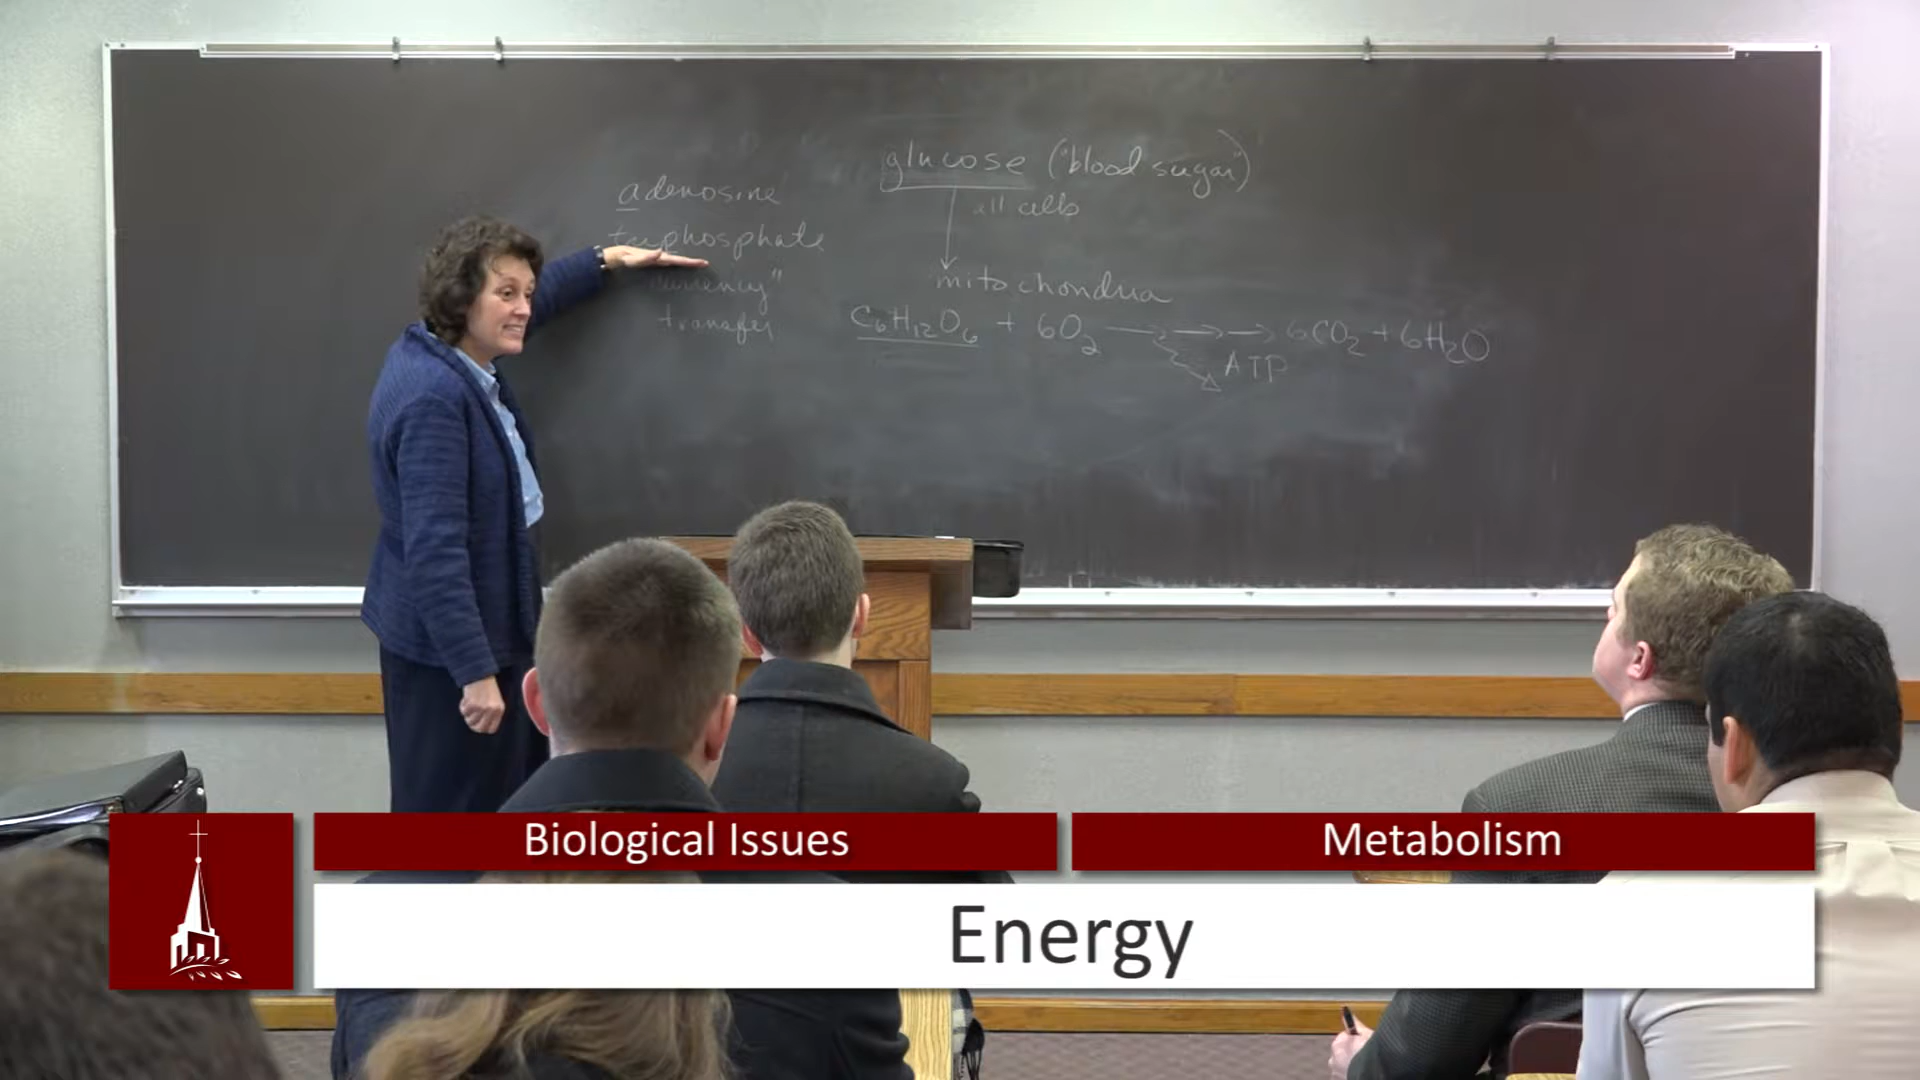 glucose ("blood sugar")
all cells
mitochondria
C6H12O6 + 6O2 → → → 6CO2 + 6H2O
ATP
adenosine
triphosphate
currency"
transfer
Biological Issues
Metabolism
Energy